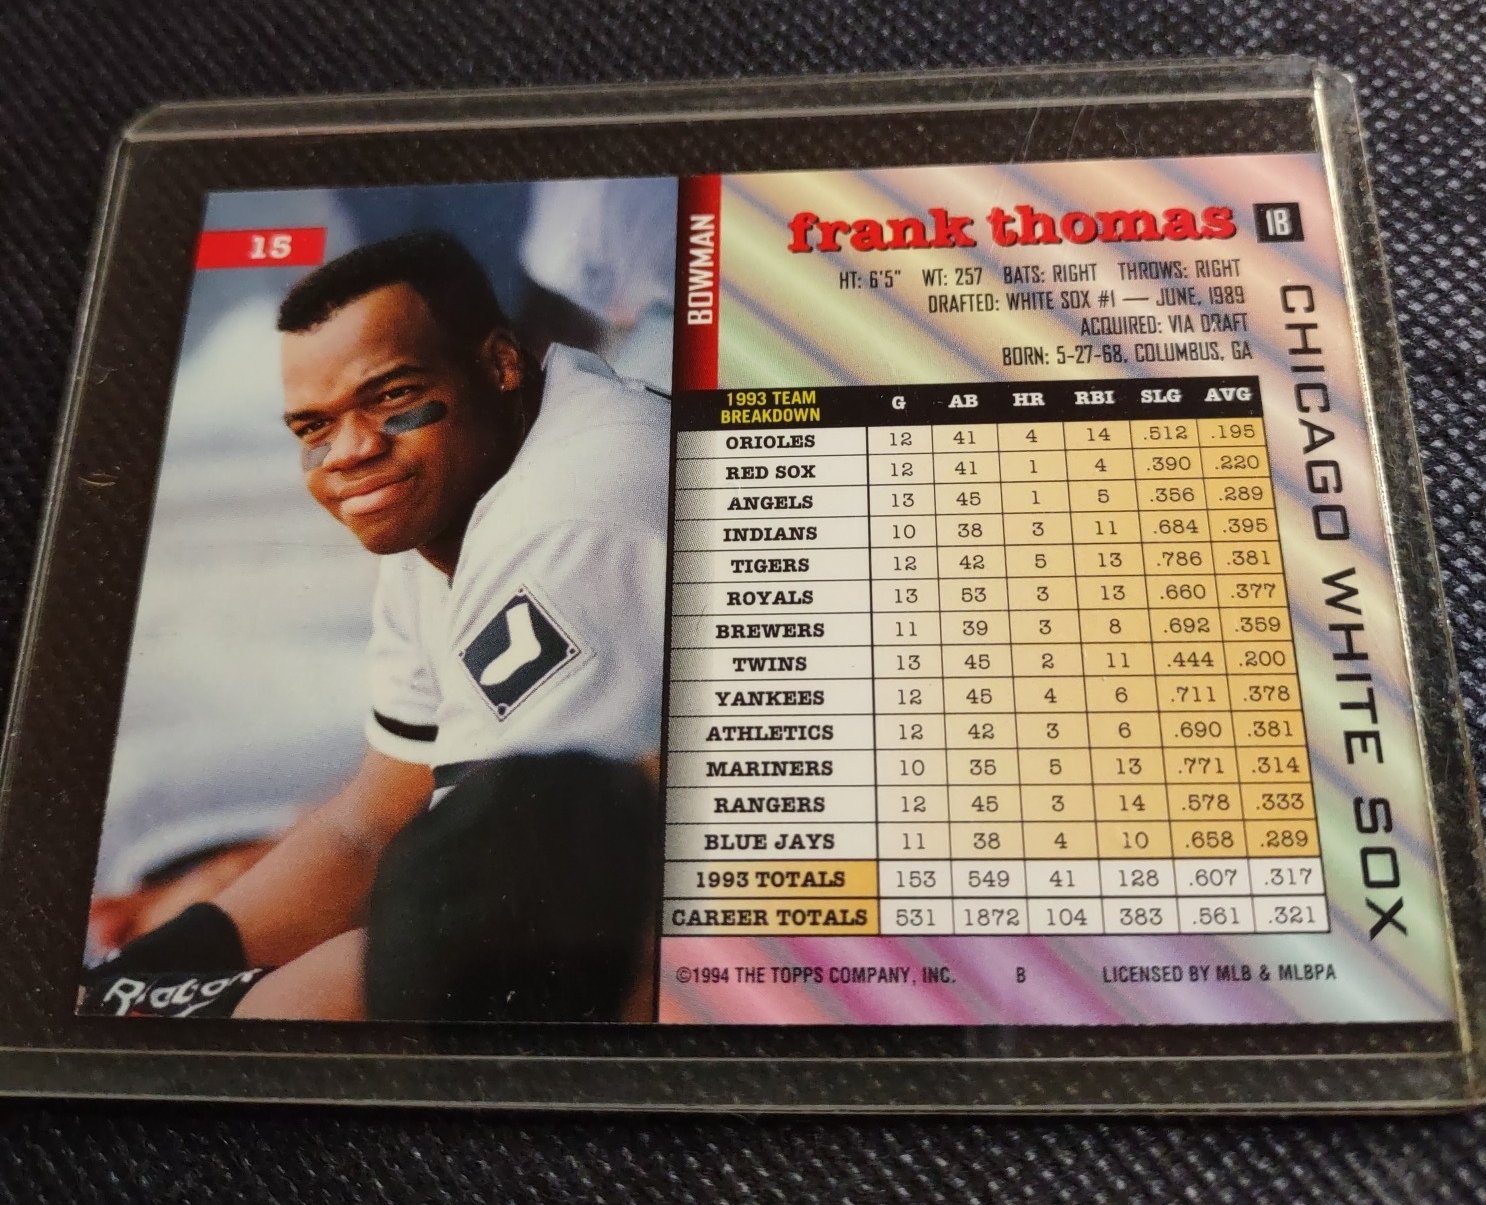 15
BOWMAN
frank thomas 1B
HT: 6'5" WT: 257 BATS: RIGHT THROWS: RIGHT
DRAFTED: WHITE SOX #1 — JUNE, 1989
ACQUIRED: VIA DRAFT
BORN: 5-27-68, COLUMBUS, GA
CHICAGO WHITE SOX
1993 TEAM
BREAKDOWN G AB HR RBI SLG AVG
ORIOLES 12 41 4 14 .512 .195
RED SOX 12 41 1 4 .390 .220
ANGELS 13 45 1 5 .356 .289
INDIANS 10 38 3 11 .684 .395
TIGERS 12 42 5 13 .786 .381
ROYALS 13 53 3 13 .660 .377
BREWERS 11 39 3 8 .692 .359
TWINS 13 45 2 11 .444 .200
YANKEES 12 45 4 6 .711 .378
ATHLETICS 12 42 3 6 .690 .381
MARINERS 10 35 5 13 .771 .314
RANGERS 12 45 3 14 .578 .333
BLUE JAYS 11 38 4 10 .658 .289
1993 TOTALS 153 549 41 128 .607 .317
CAREER TOTALS 531 1872 104 383 .561 .321
©1994 THE TOPPS COMPANY, INC. B LICENSED BY MLB & MLBPA